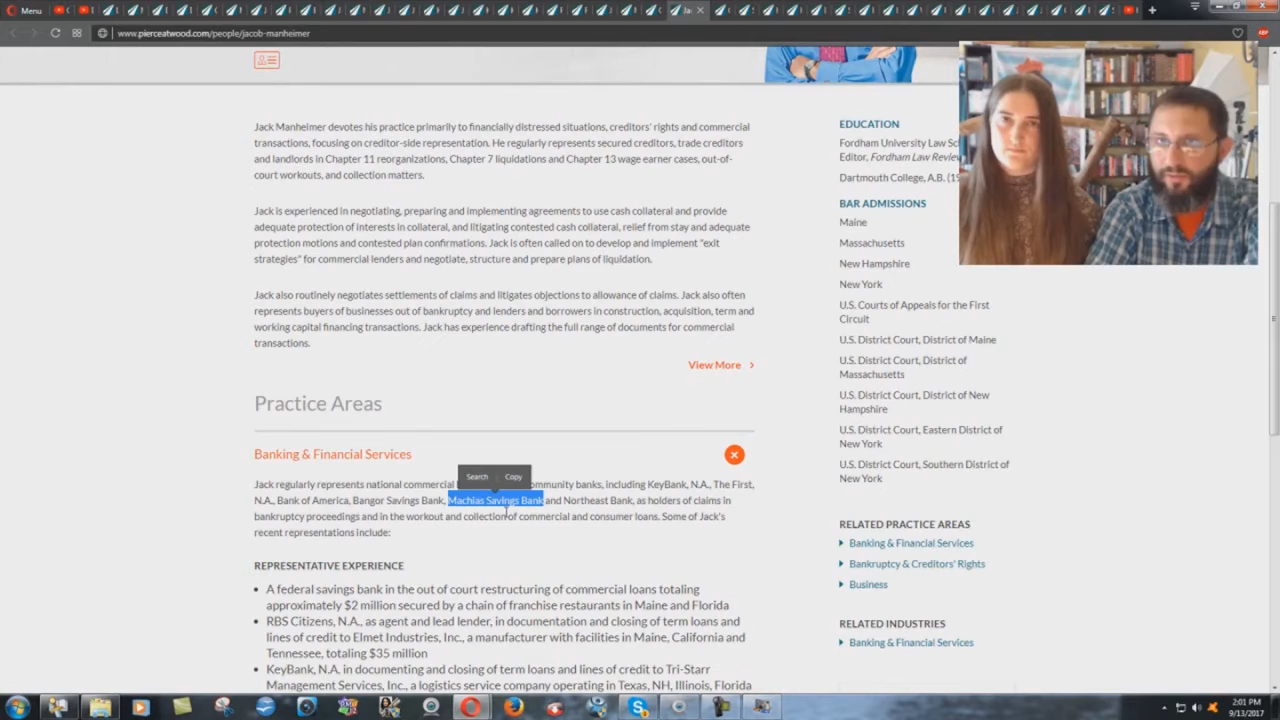 Menu
Ja
www.pierceatwood.com/people/jacob-manheimer
Jack Manheimer devotes his practice primarily to financially distressed situations, creditors' rights and commercial
transactions, focusing on creditor-side representation. He regularly represents secured creditors, trade creditors
and landlords in Chapter 11 reorganizations, Chapter 7 liquidations and Chapter 13 wage earner cases, out-of-
court workouts, and collection matters.
Jack is experienced in negotiating, preparing and implementing agreements to use cash collateral and provide
adequate protection of interests in collateral, and litigating contested cash collateral, relief from stay and adequate
protection motions and contested plan confirmations. Jack is often called on to develop and implement "exit
strategies" for commercial lenders and negotiate, structure and prepare plans of liquidation.
Jack also routinely negotiates settlements of claims and litigates objections to allowance of claims. Jack also often
represents buyers of businesses out of bankruptcy and lenders and borrowers in construction, acquisition, term and
working capital financing transactions. Jack has experience drafting the full range of documents for commercial
transactions.
View More
Practice Areas
Banking & Financial Services
Search Copy
Jack regularly represents national commercial ommunity banks, including KeyBank, N.A., The First,
N.A., Bank of America, Bangor Savings Bank, Machias Savings Bank and Northeast Bank, as holders of claims in
bankruptcy proceedings and in the workout and collection of commercial and consumer loans. Some of Jack's
recent representations include:
REPRESENTATIVE EXPERIENCE
• A federal savings bank in the out of court restructuring of commercial loans totaling
approximately $2 million secured by a chain of franchise restaurants in Maine and Florida
• RBS Citizens, N.A., as agent and lead lender, in documentation and closing of term loans and
lines of credit to Elmet Industries, Inc., a manufacturer with facilities in Maine, California and
Tennessee, totaling $35 million
• KeyBank, N.A. in documenting and closing of term loans and lines of credit to Tri-Starr
Management Services, Inc., a logistics service company operating in Texas, NH, Illinois, Florida
EDUCATION
Fordham University Law Sc
Editor, Fordham Law Review
Dartmouth College, A.B. (19
BAR ADMISSIONS
Maine
Massachusetts
New Hampshire
New York
U.S. Courts of Appeals for the First
Circuit
U.S. District Court, District of Maine
U.S. District Court, District of
Massachusetts
U.S. District Court, District of New
Hampshire
U.S. District Court, Eastern District of
New York
U.S. District Court, Southern District of
New York
RELATED PRACTICE AREAS
Banking & Financial Services
Bankruptcy & Creditors' Rights
Business
RELATED INDUSTRIES
Banking & Financial Services
2:01 PM
9/13/2017